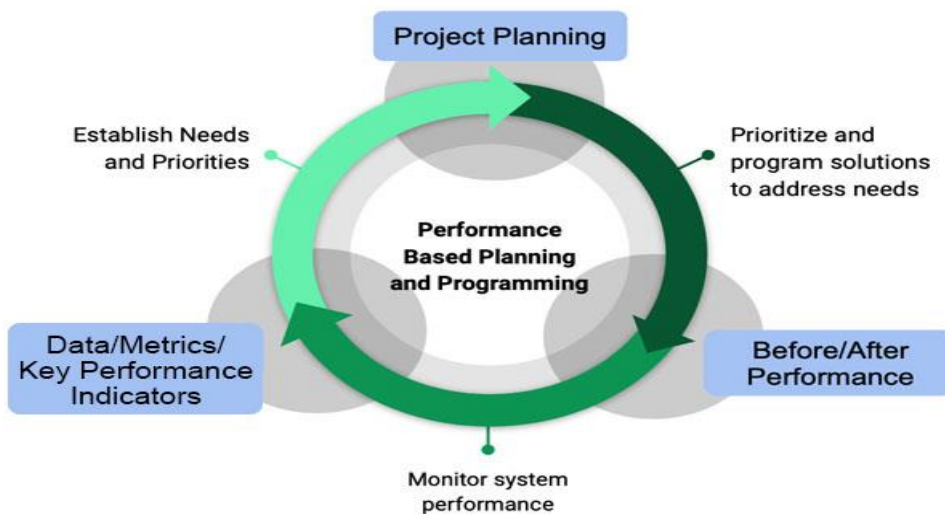 Project Planning
Establish Needs
and Priorities
Prioritize and
program solutions
to address needs
Performance
Based Planning
and Programming
Data/Metrics/
Key Performance
Indicators
Before/After
Performance
Monitor system
performance